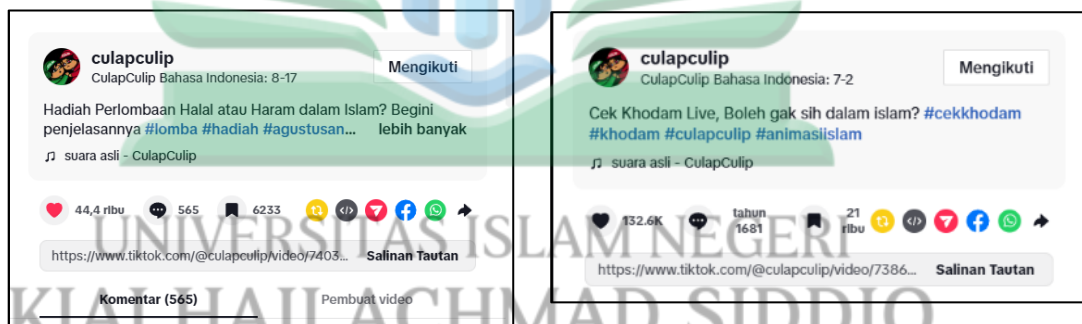 culapculip
CulapCulip Bahasa Indonesia: 8-17
Mengikuti
Hadiah Perlombaan Halal atau Haram dalam Islam? Begini
penjelasannya #lomba #hadiah #agustusan... lebih banyak
suara asli - CulapCulip
44,4 rlbu 565 6233
https://www.tiktok.com/@culapculip/video/7403... Salinan Tautan
Komentar (565) Pembuat video
culapculip
CulapCulip Bahasa Indonesia: 7-2
Mengikuti
Cek Khodam Live, Boleh gak sih dalam islam? #cekkhodam
#khodam #culapculip #animasiislam
suara asli - CulapCulip
132.6K tahun 1681 21 rlbu
https://www.tiktok.com/@culapculip/video/7386... Salinan Tautan
UNIVERSITAS ISLAM NEGERI
KIAI HAJI ACHMAD SIDDIQ